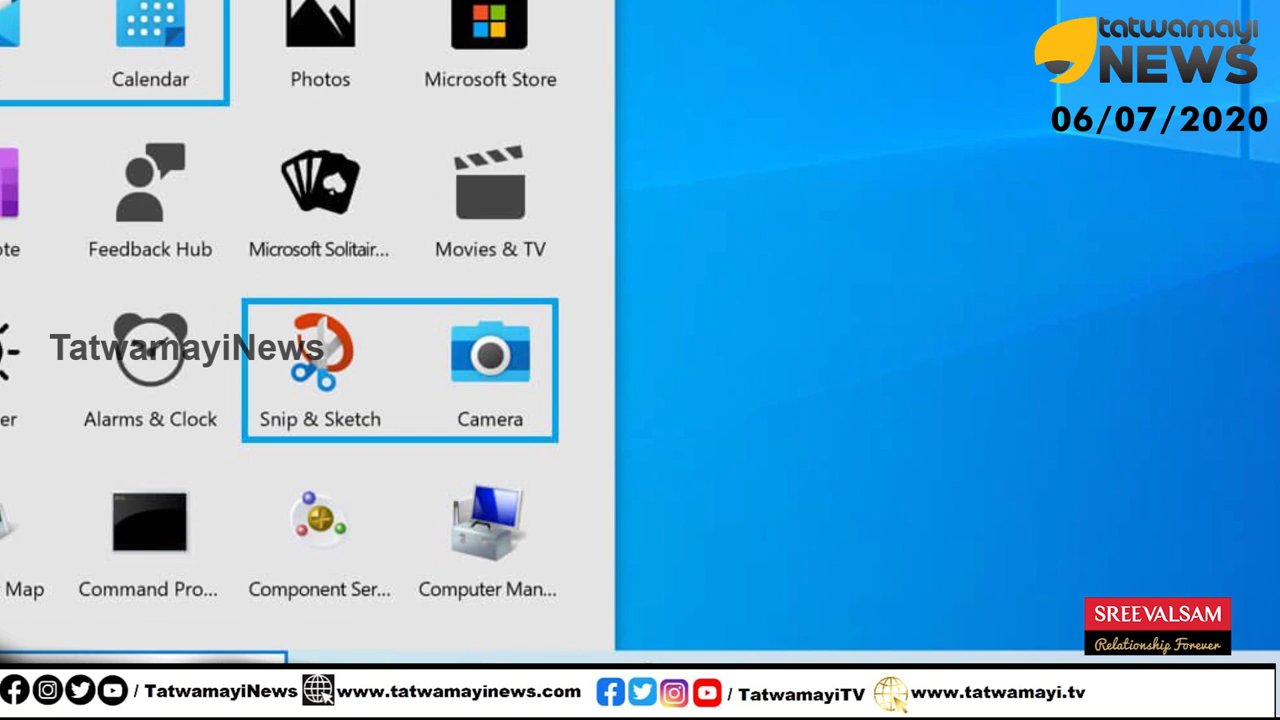 tatwamayi
NEWS
06/07/2020
Calendar
Photos
Microsoft Store
ote
Feedback Hub
Microsoft Solitair...
Movies & TV
TatwamayiNews
er
Alarms & Clock
Snip & Sketch
Camera
Map
Command Pro...
Component Ser...
Computer Man...
SREEVALSAM
Relationship Forever
/ TatwamayiNews
www.tatwamayinews.com
/ TatwamayiTV
www.tatwamayi.tv